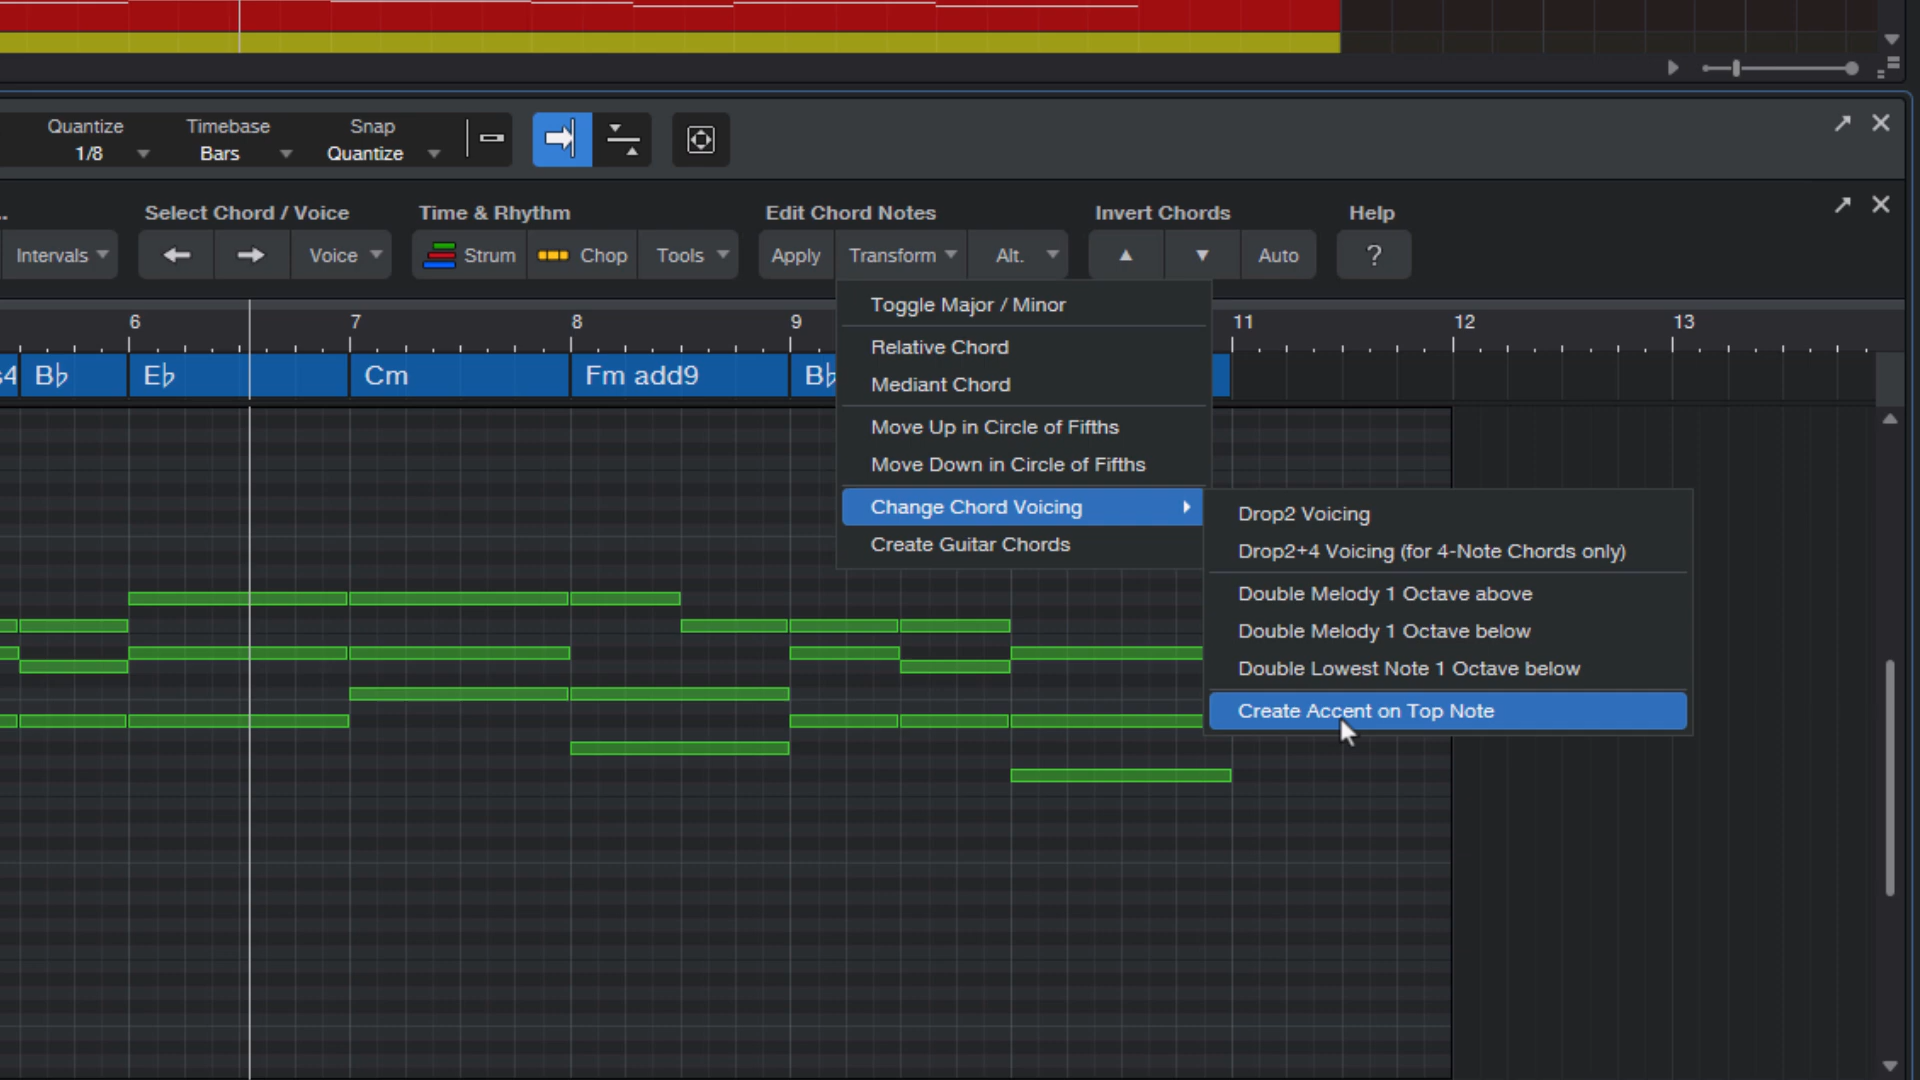 Quantize Timebase Snap
1/8 Bars Quantize
.. Select Chord / Voice Time & Rhythm Edit Chord Notes Invert Chords Help
Intervals Voice Strum Chop Tools Apply Transform Alt. Auto ?
6 7 8 9 11 12 13
s4 B♭ E♭ Cm Fm add9 B♭
Toggle Major / Minor
Relative Chord
Mediant Chord
Move Up in Circle of Fifths
Move Down in Circle of Fifths
Change Chord Voicing
Create Guitar Chords
Drop2 Voicing
Drop2+4 Voicing (for 4-Note Chords only)
Double Melody 1 Octave above
Double Melody 1 Octave below
Double Lowest Note 1 Octave below
Create Accent on Top Note